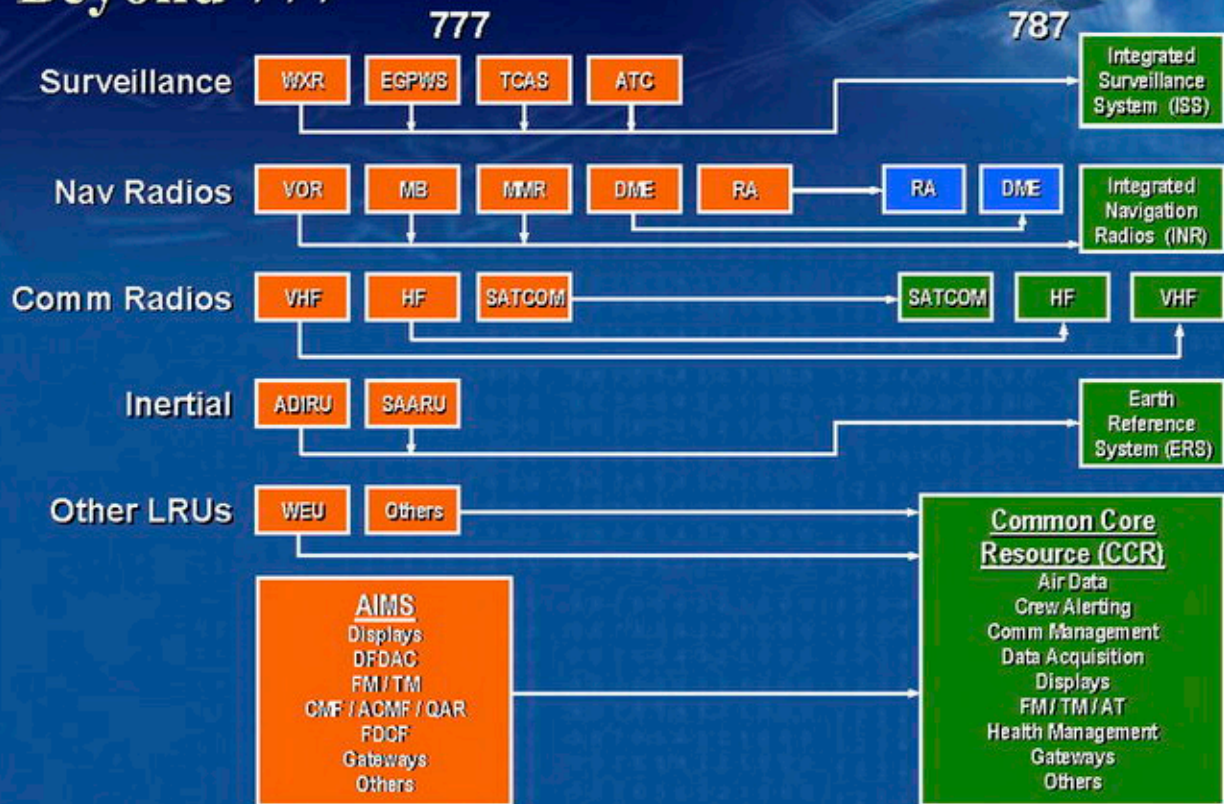 Beyond 777
777
787
Surveillance
WXR
EGPWS
TCAS
ATC
Integrated
Surveillance
System (ISS)
Nav Radios
VOR
MB
MMR
DME
RA
RA
DME
Integrated
Navigation
Radios (INR)
Comm Radios
VHF
HF
SATCOM
SATCOM
HF
VHF
Inertial
ADIRU
SAARU
Earth
Reference
System (ERS)
Other LRUs
WEU
Others
AIMS
Displays
DFDAC
FM / TM
CMF / ACMF / QAR
FDCF
Gateways
Others
Common Core
Resource (CCR)
Air Data
Crew Alerting
Comm Management
Data Acquisition
Displays
FM / TM / AT
Health Management
Gateways
Others